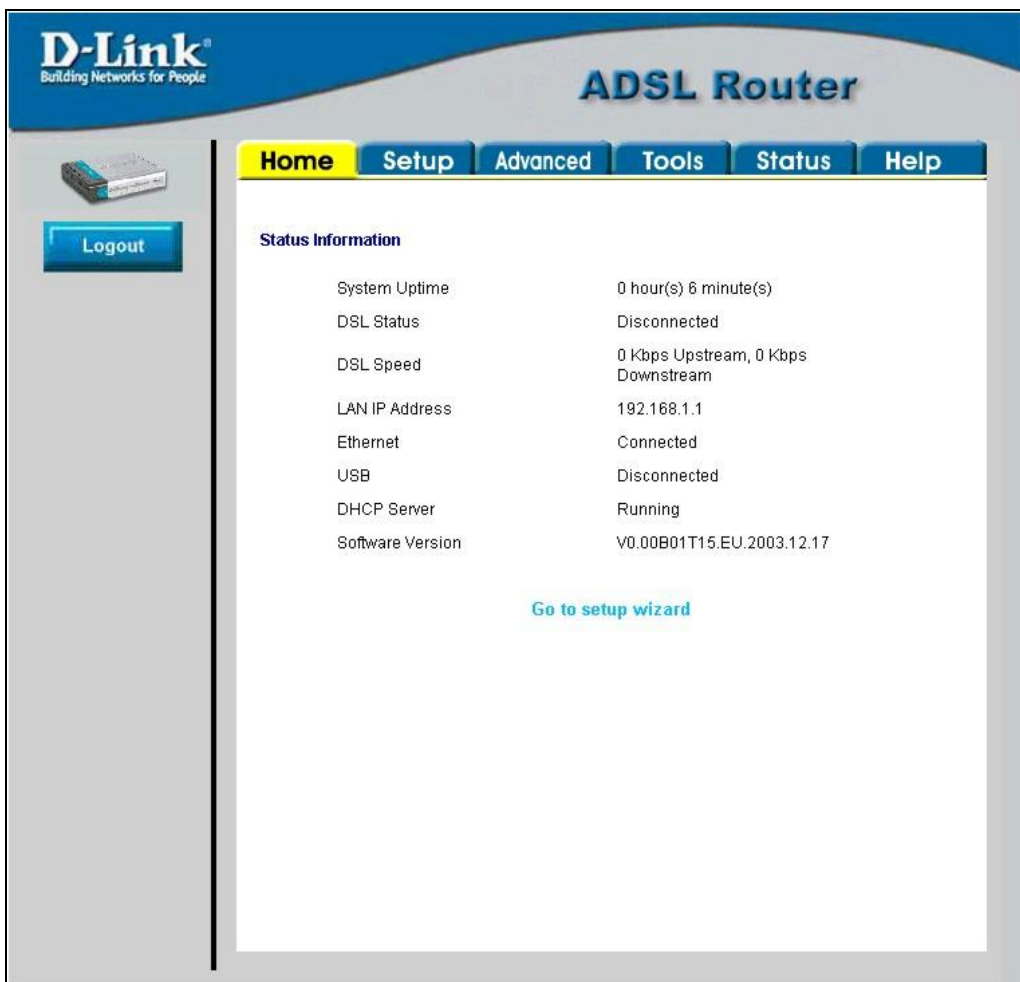 D-Link®
Building Networks for People
ADSL Router
Home Setup Advanced Tools Status Help
Logout
Status Information
System Uptime 0 hour(s) 6 minute(s)
DSL Status Disconnected
DSL Speed 0 Kbps Upstream, 0 Kbps
Downstream
LAN IP Address 192.168.1.1
Ethernet Connected
USB Disconnected
DHCP Server Running
Software Version V0.00B01T15.EU.2003.12.17
Go to setup wizard